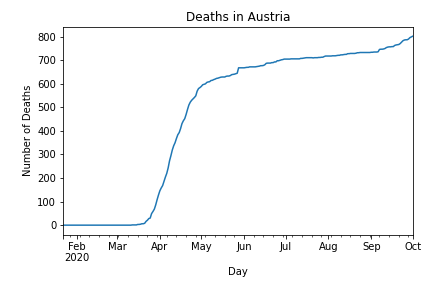 Deaths in Austria
Number of Deaths
800
700
600
500
400
300
200
100
0
Feb Mar Apr May Jun Jul Aug Sep Oct
2020
Day